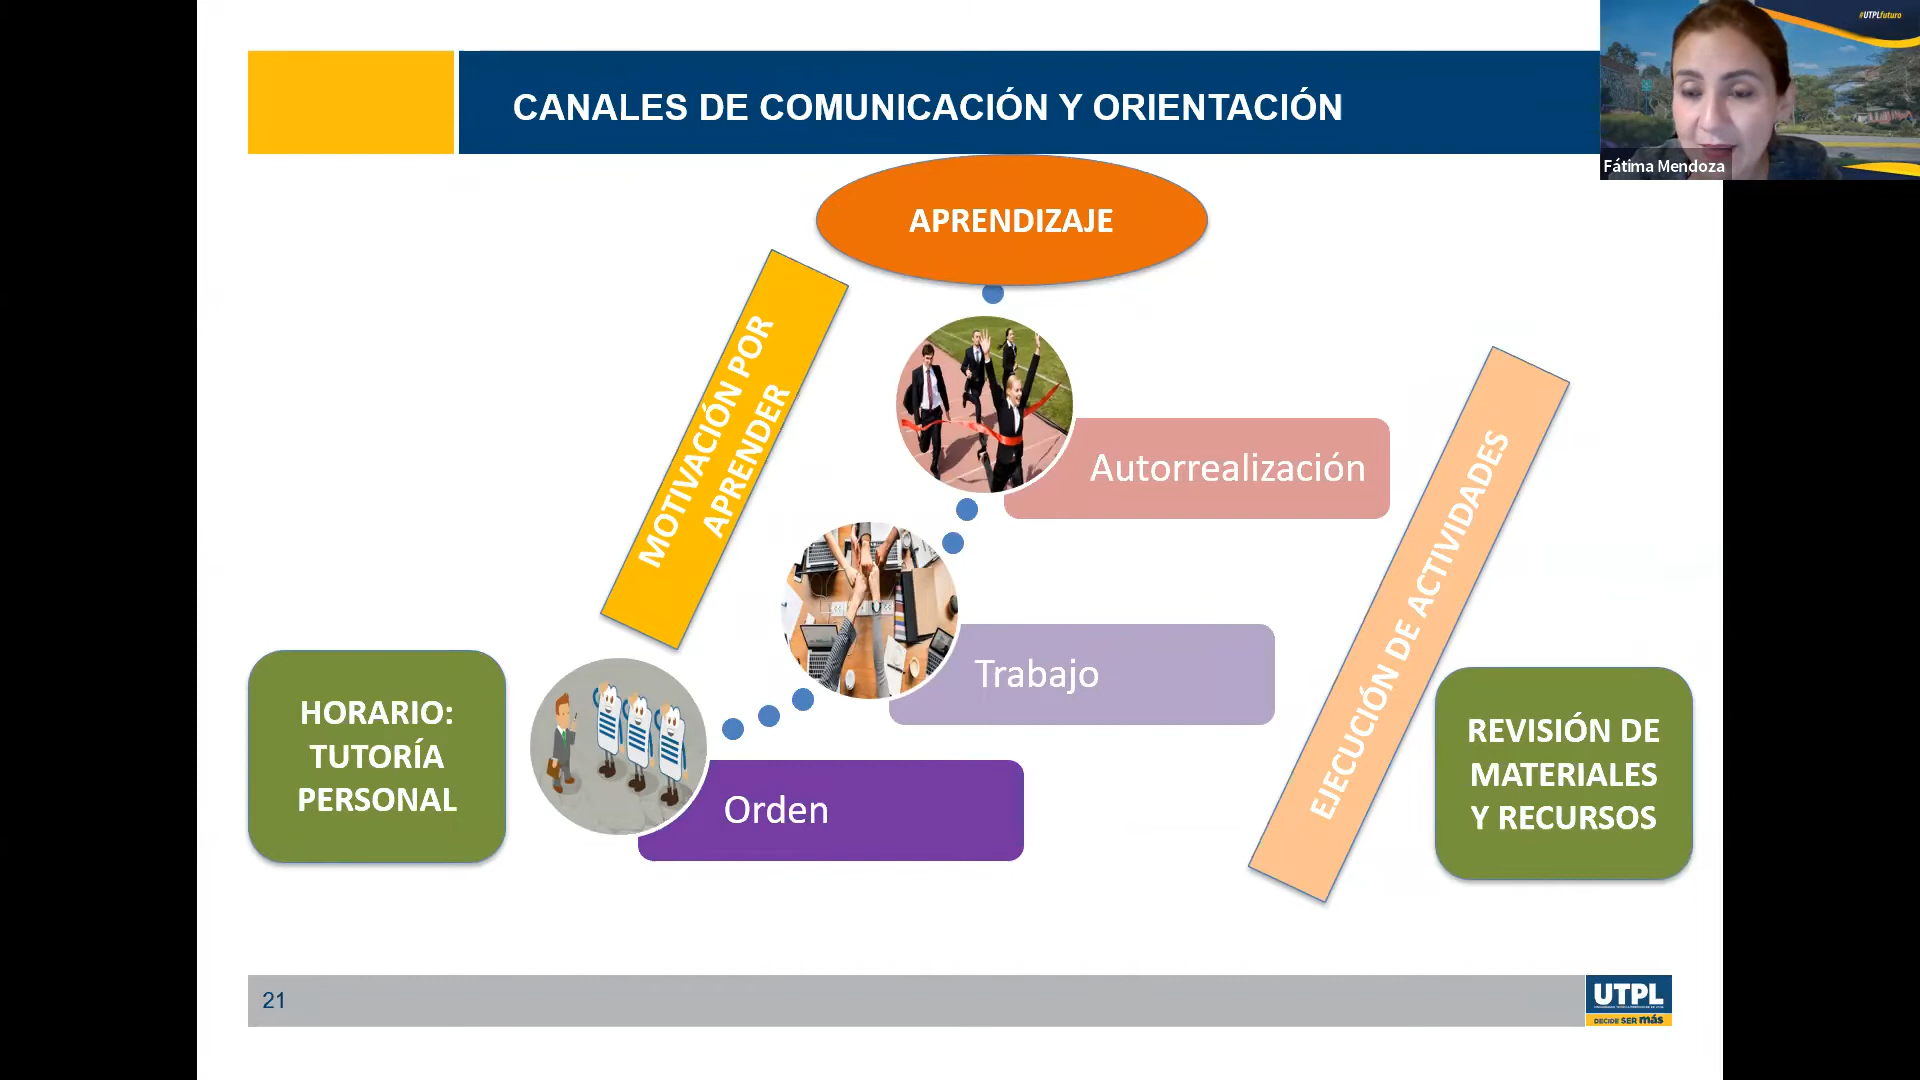 #UTPLfuturo
CANALES DE COMUNICACIÓN Y ORIENTACIÓN
Fátima Mendoza
APRENDIZAJE
MOTIVACIÓN POR
APRENDER
Autorrealización
EJECUCIÓN DE ACTIVIDADES
Trabajo
HORARIO:
TUTORÍA
PERSONAL
Orden
REVISIÓN DE
MATERIALES
Y RECURSOS
21
UTPL
DECIDE SER más